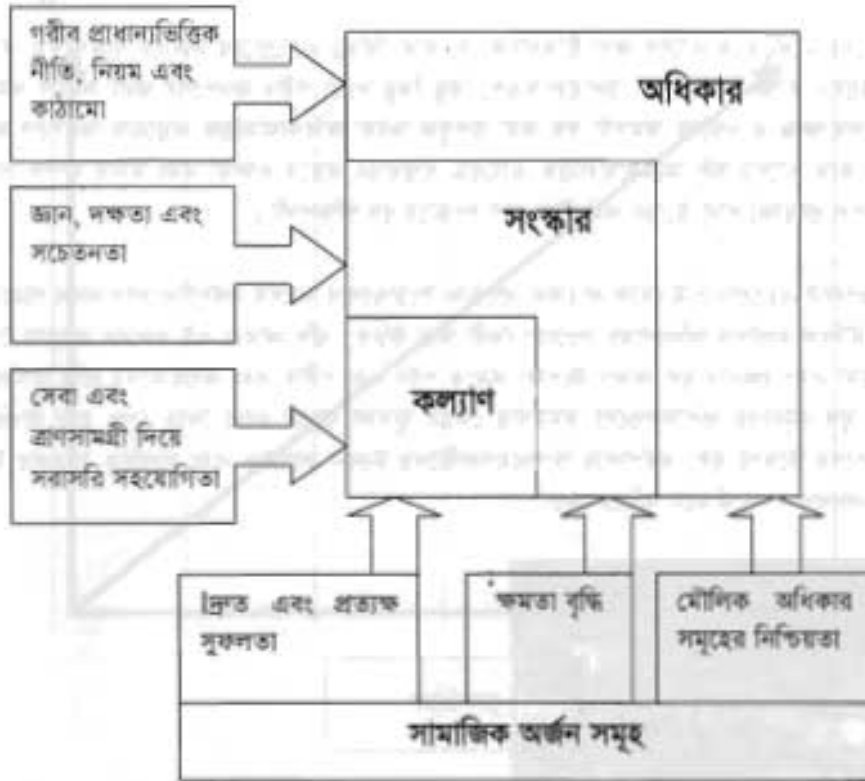 গরীব প্রাধান্যভিত্তিক
নীতি, নিয়ম এবং
কাঠামো
অধিকার
জ্ঞান, দক্ষতা এবং
সচেতনতা
সংস্কার
সেবা এবং
ত্রাণসামগ্রী দিয়ে
সরাসরি সহযোগিতা
কল্যাণ
দ্রুত এবং প্রত্যক্ষ
সুফলতা
ক্ষমতা বৃদ্ধি
মৌলিক অধিকার
সমূহের নিশ্চিয়তা
সামাজিক অর্জন সমূহ